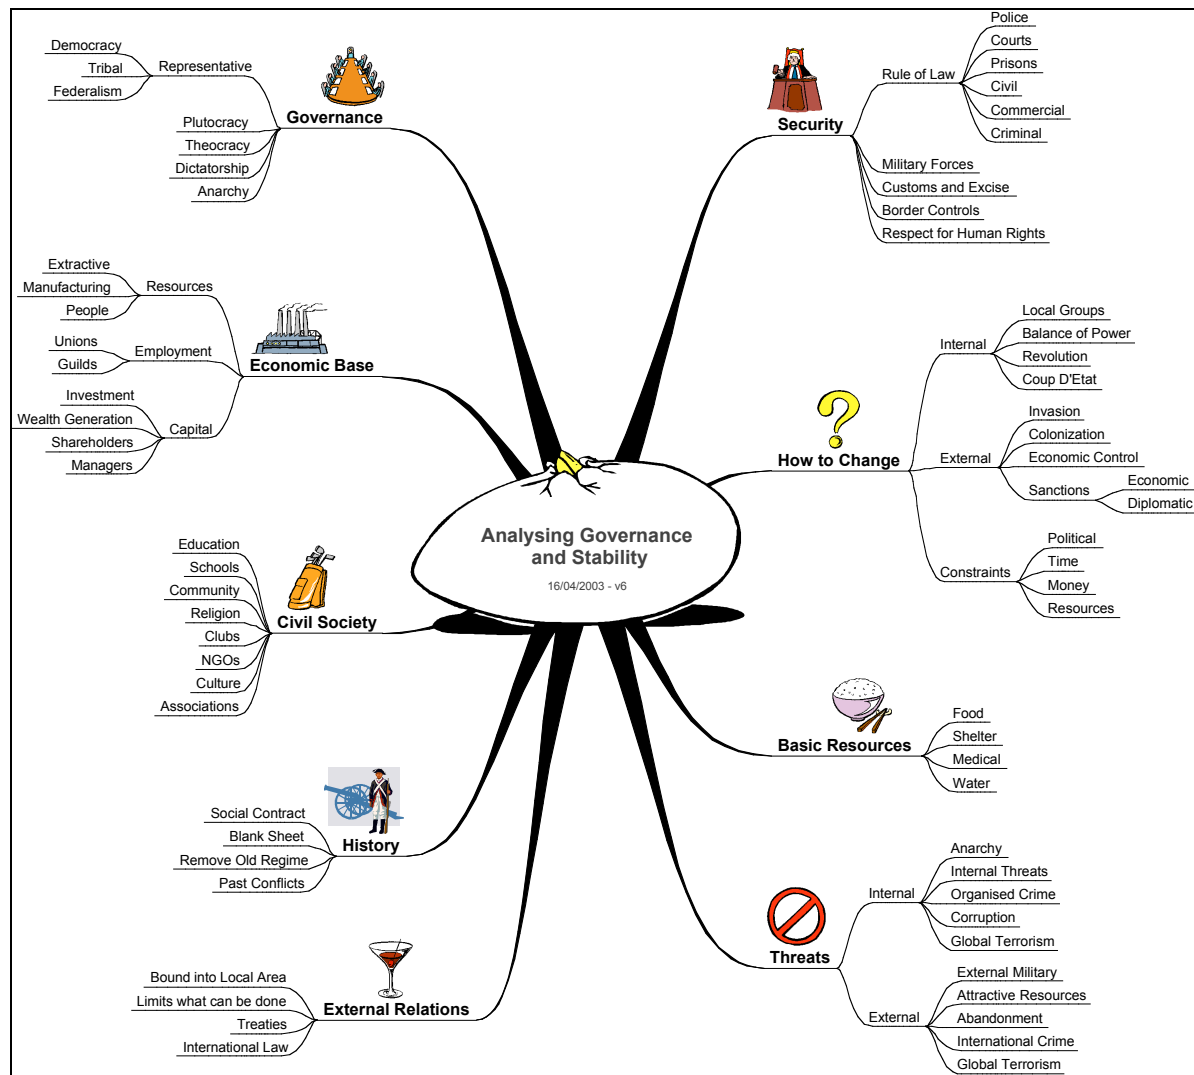 Analysing Governance
and Stability
16/04/2003 - v6
Governance
Representative
Democracy
Tribal
Federalism
Plutocracy
Theocracy
Dictatorship
Anarchy
Economic Base
Resources
Extractive
Manufacturing
People
Employment
Unions
Guilds
Capital
Investment
Wealth Generation
Shareholders
Managers
Civil Society
Education
Schools
Community
Religion
Clubs
NGOs
Culture
Associations
History
Social Contract
Blank Sheet
Remove Old Regime
Past Conflicts
External Relations
Bound into Local Area
Limits what can be done
Treaties
International Law
Security
Rule of Law
Police
Courts
Prisons
Civil
Commercial
Criminal
Military Forces
Customs and Excise
Border Controls
Respect for Human Rights
How to Change
Internal
Local Groups
Balance of Power
Revolution
Coup D'Etat
External
Invasion
Colonization
Economic Control
Sanctions
Economic
Diplomatic
Constraints
Political
Time
Money
Resources
Basic Resources
Food
Shelter
Medical
Water
Threats
Internal
Anarchy
Internal Threats
Organised Crime
Corruption
Global Terrorism
External
External Military
Attractive Resources
Abandonment
International Crime
Global Terrorism